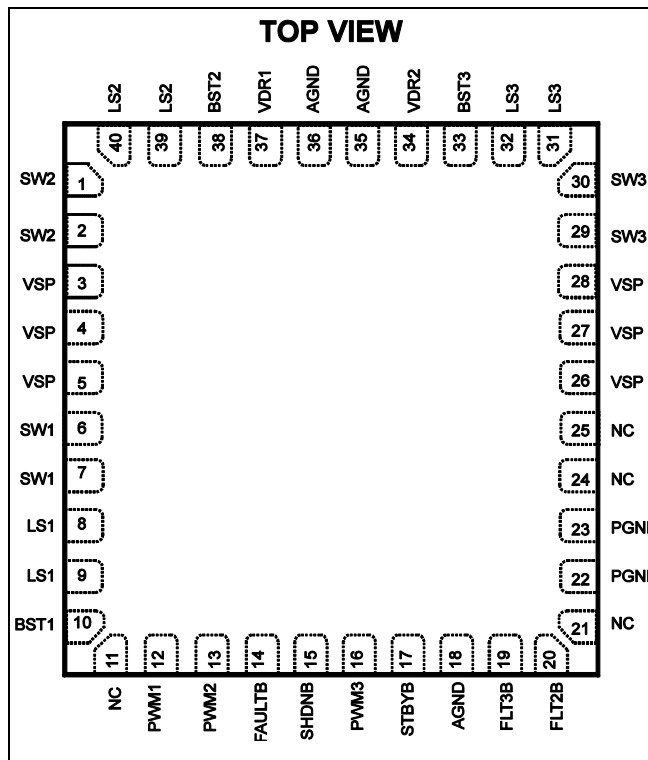 TOP VIEW
LS2 LS2 BST2 VDR1 AGND AGND VDR2 BST3 LS3 LS3
40 39 38 37 36 35 34 33 32 31
SW2 1 30 SW3
SW2 2 29 SW3
VSP 3 28 VSP
VSP 4 27 VSP
VSP 5 26 VSP
SW1 6 25 NC
SW1 7 24 NC
LS1 8 23 PGN
LS1 9 22 PGN
BST1 10 21 NC
11 12 13 14 15 16 17 18 19 20
NC PWM1 PWM2 FAULTB SHDNB PWM3 STBYB AGND FLT3B FLT2B